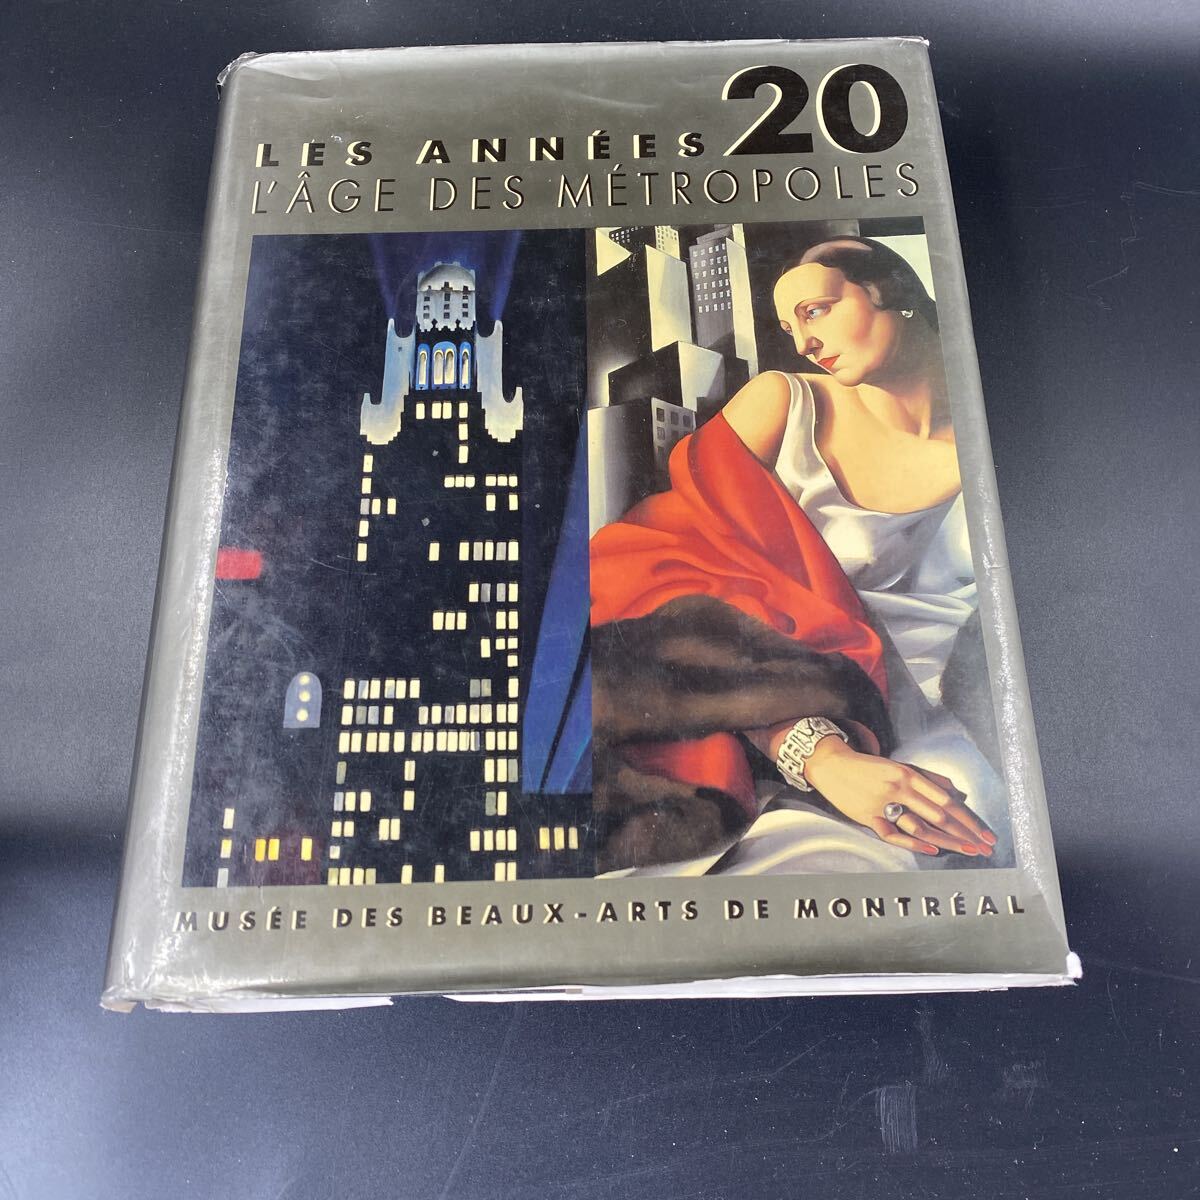 LES ANNÉES 20
L'ÂGE DES MÉTROPOLES
MUSÉE DES BEAUX-ARTS DE MONTRÉAL